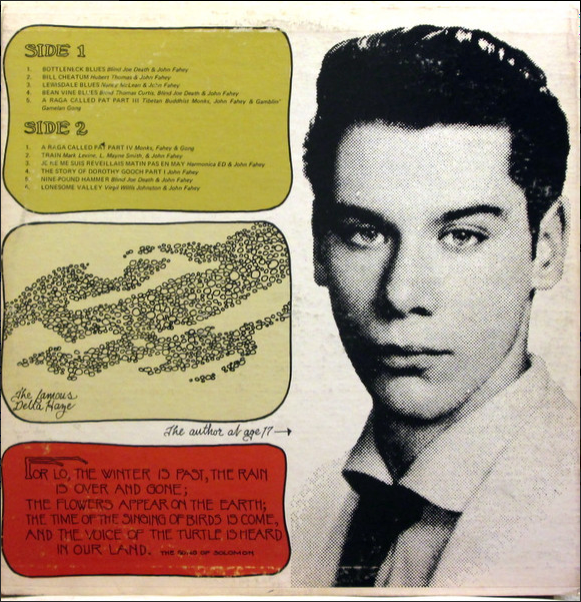 SIDE 1
1. BOTTLENECK BLUES Blind Joe Death & John Fahey
2. BILL CHEATUM Hubert Thomas & John Fahey
3. LEWISDALE BLUES Nancy McLean & John Fahey
4. BEAN VINE BLUES Blind Thomas Curtis, Blind Joe Death & John Fahey
5. A RAGA CALLED PAT PART III Tibetan Buddhist Monks, John Fahey & Gamblin'
Gamelan Gong
SIDE 2
1. A RAGA CALLED PAT PART IV Monks, Fahey & Gong
2. TRAIN Mark Levine, L. Mayne Smith, & John Fahey
3. JE NE ME SUIS REVEILLAIS MATIN PAS EN MAY Harmonica ED & John Fahey
4. THE STORY OF DOROTHY GOOCH PART I John Fahey
5. NINE-POUND HAMMER Blind Joe Death & John Fahey
6. LONESOME VALLEY Virgil Willis Johnston & John Fahey
The famous
Delta Haze
The author at age 17
FOR LO, THE WINTER IS PAST, THE RAIN
IS OVER AND GONE;
THE FLOWERS APPEAR ON THE EARTH;
THE TIME OF THE SINGING OF BIRDS IS COME,
AND THE VOICE OF THE TURTLE IS HEARD
IN OUR LAND. THE SONG OF SOLOMON